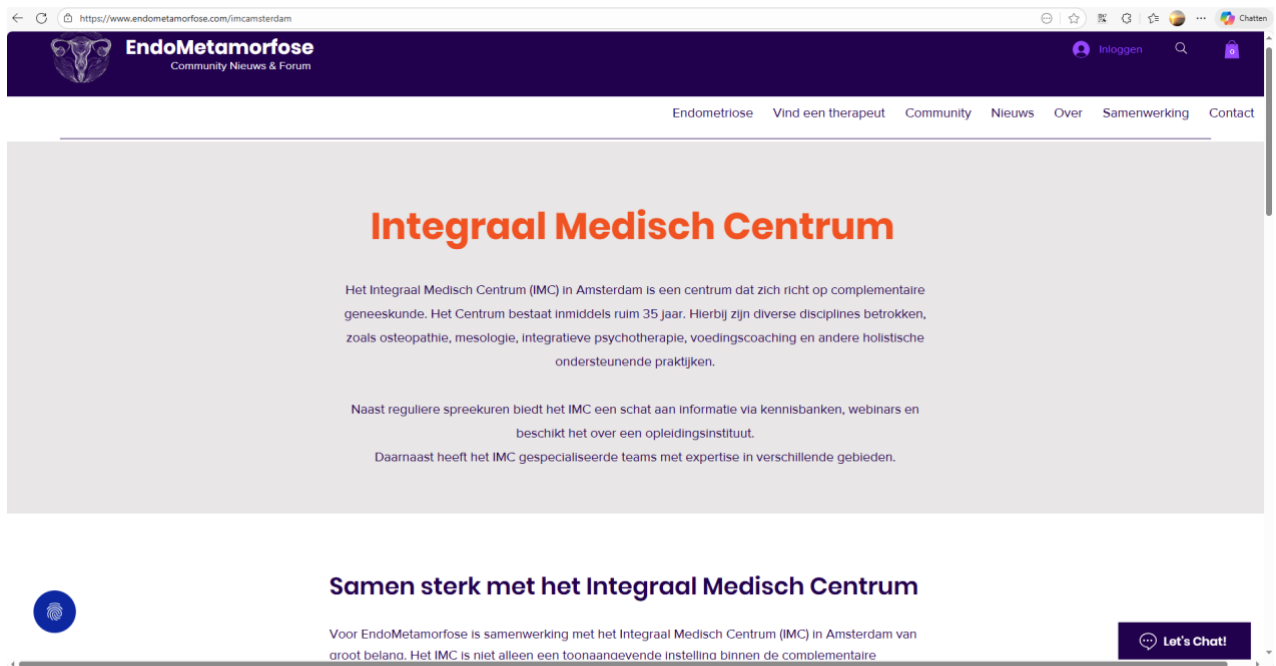 https://www.endometamorfose.com/imcamsterdam
Chatten
EndoMetamorfose
Community Nieuws & Forum
Inloggen
0
Endometriose Vind een therapeut Community Nieuws Over Samenwerking Contact
Integraal Medisch Centrum
Het Integraal Medisch Centrum (IMC) in Amsterdam is een centrum dat zich richt op complementaire
geneeskunde. Het Centrum bestaat inmiddels ruim 35 jaar. Hierbij zijn diverse disciplines betrokken,
zoals osteopathie, mesologie, integratieve psychotherapie, voedingscoaching en andere holistische
ondersteunende praktijken.
Naast reguliere spreekuren biedt het IMC een schat aan informatie via kennisbanken, webinars en
beschikt het over een opleidingsinstituut.
Daarnaast heeft het IMC gespecialiseerde teams met expertise in verschillende gebieden.
Samen sterk met het Integraal Medisch Centrum
Voor EndoMetamorfose is samenwerking met het Integraal Medisch Centrum (IMC) in Amsterdam van
groot belang. Het IMC is niet alleen een toonaangevende instelling binnen de complementaire
Let's Chat!